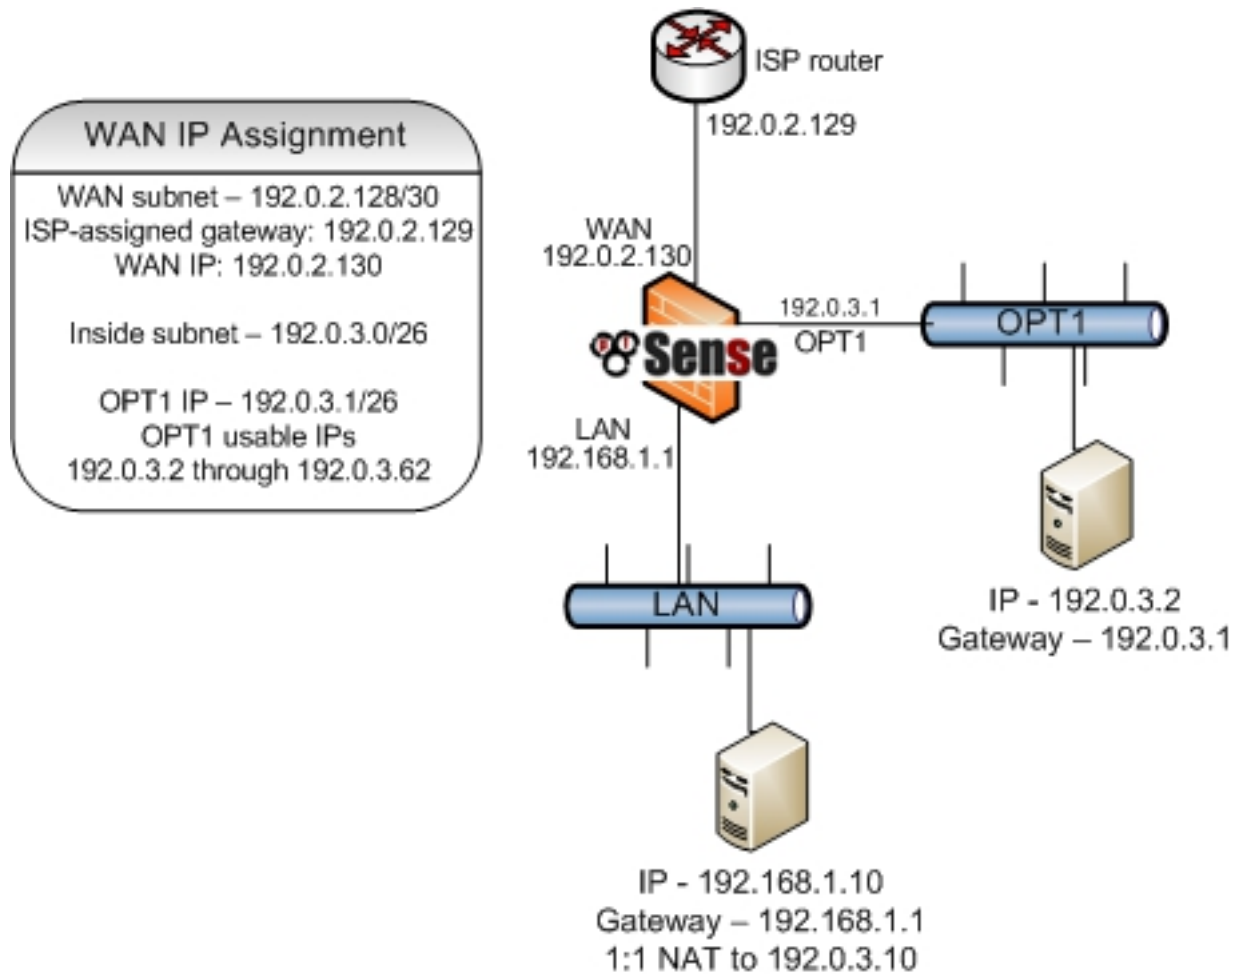 ISP router
192.0.2.129
WAN IP Assignment
WAN subnet – 192.0.2.128/30
ISP-assigned gateway: 192.0.2.129
WAN IP: 192.0.2.130
Inside subnet – 192.0.3.0/26
OPT1 IP – 192.0.3.1/26
OPT1 usable IPs
192.0.3.2 through 192.0.3.62
WAN
192.0.2.130
192.0.3.1
OPT1
OPT1
Sense
LAN
192.168.1.1
IP - 192.0.3.2
Gateway – 192.0.3.1
LAN
IP - 192.168.1.10
Gateway – 192.168.1.1
1:1 NAT to 192.0.3.10